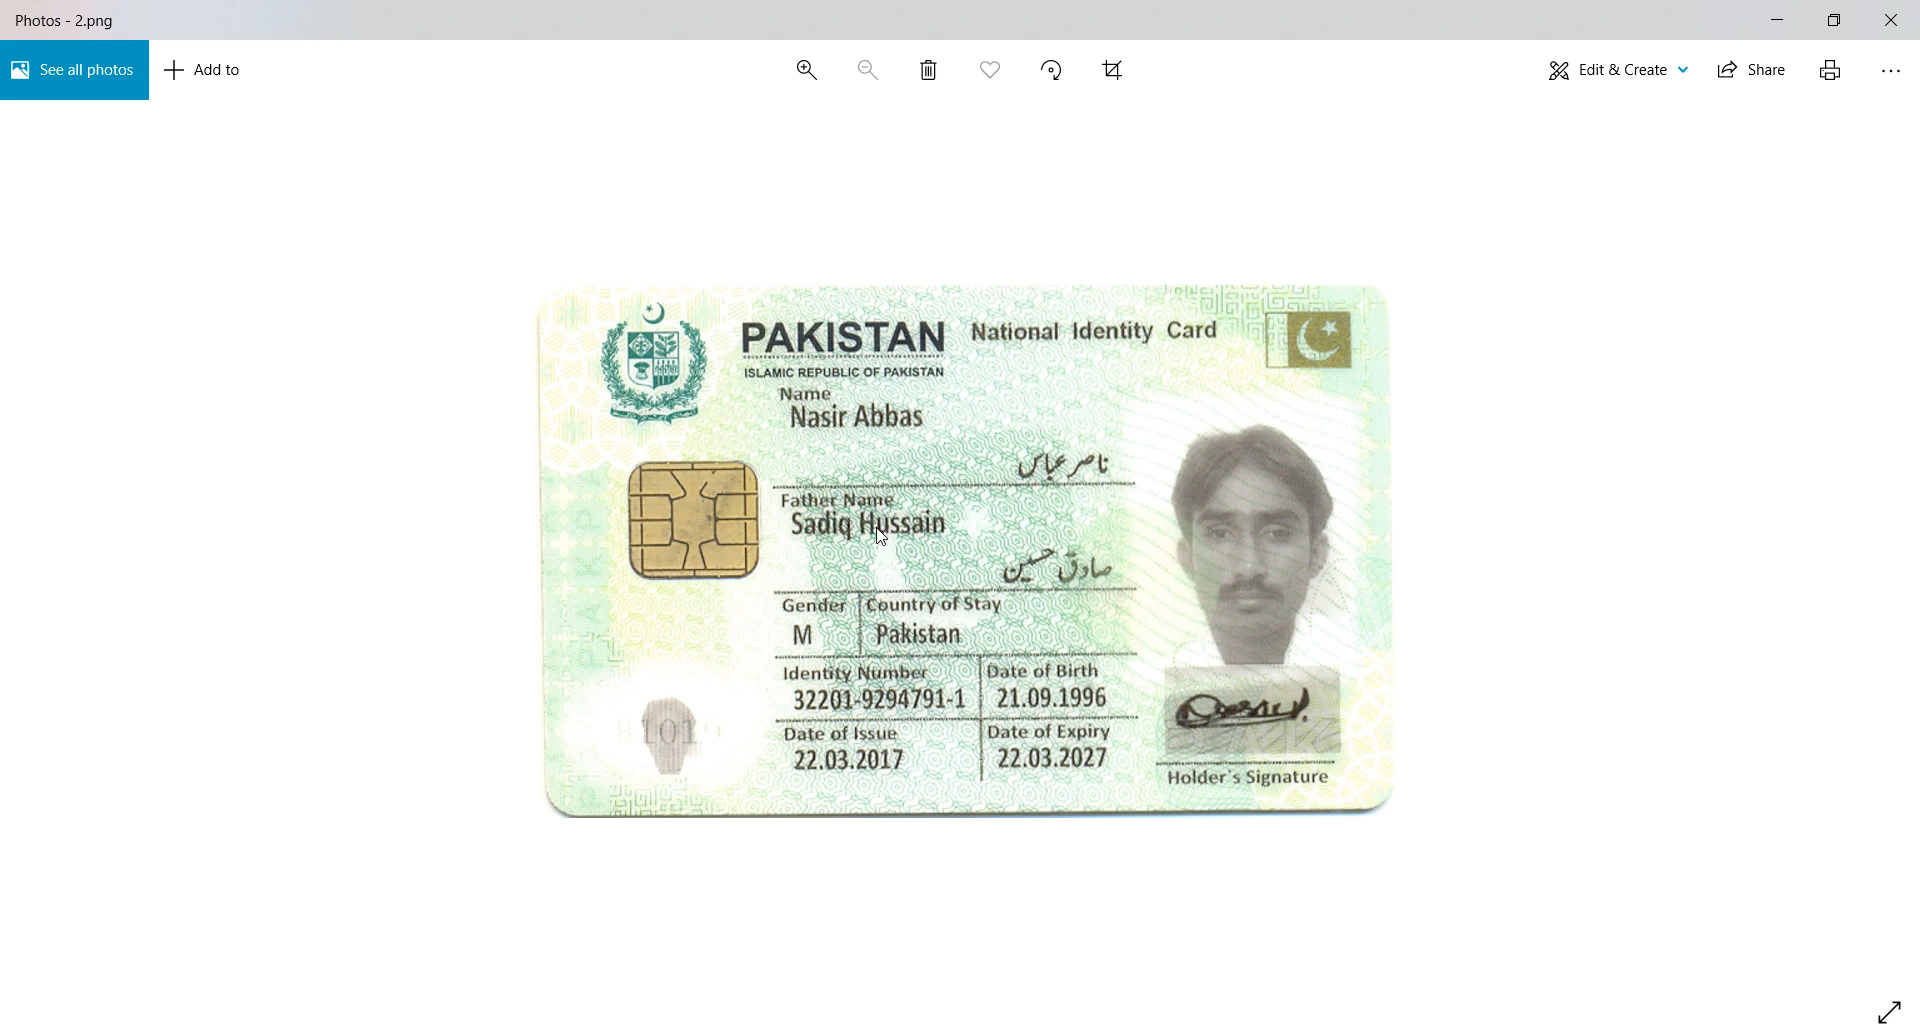 Photos - 2.png
See all photos
Add to
Edit & Create
Share
PAKISTAN National Identity Card
ISLAMIC REPUBLIC OF PAKISTAN
Name
Nasir Abbas
ناصر عباس
Father Name
Sadiq Hussain
صادق حسین
Gender Country of Stay
M Pakistan
Identity Number Date of Birth
32201-9294791-1 21.09.1996
Date of Issue Date of Expiry
22.03.2017 22.03.2027
Holder's Signature